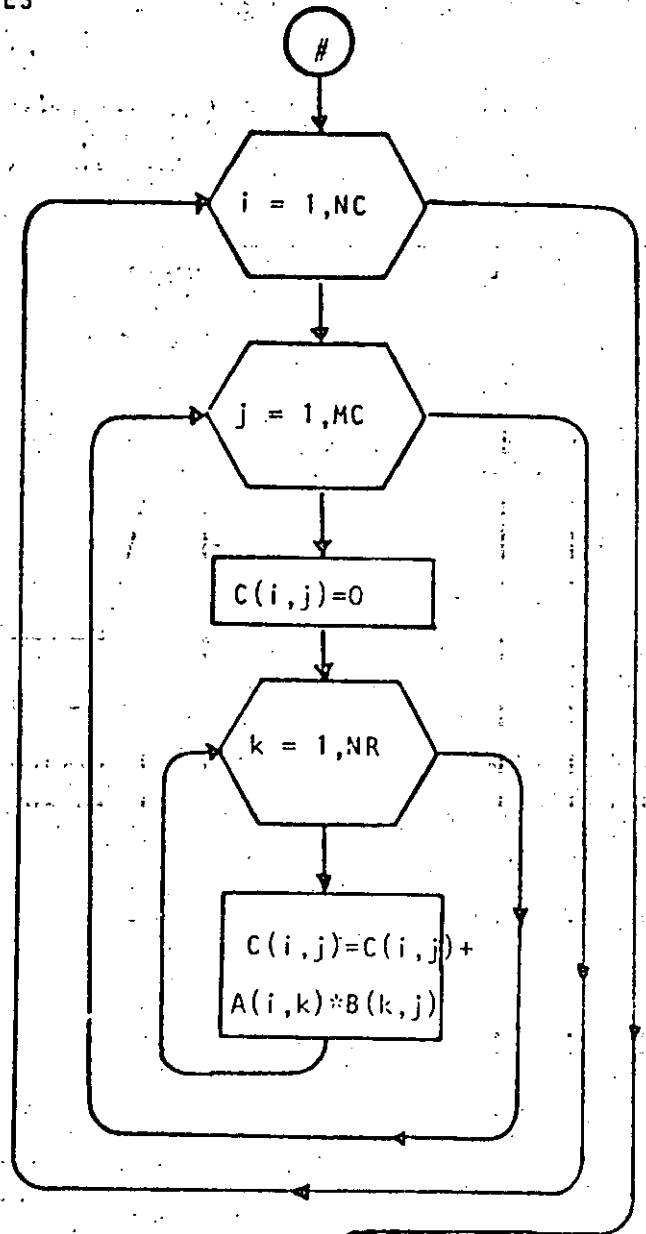 #
i = 1,NC
j = 1,MC
C(i,j)=0
k = 1,NR
C(i,j)=C(i,j)+
A(i,k)*B(k,j)